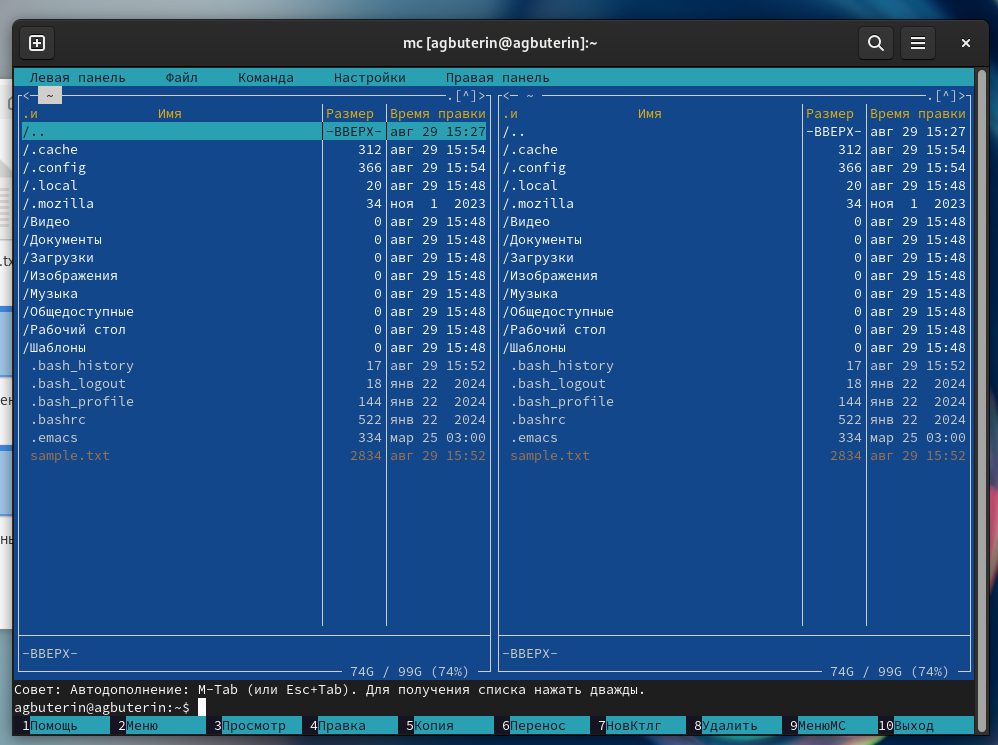 mc [agbuterin@agbuterin]:~
Левая панель Файл Команда Настройки Правая панель
<─ ~ .[^]> <─ ~ .[^]>
.и Имя Размер Время правки .и Имя Размер Время правки
/.. -ВВЕРХ- авг 29 15:27 /.. -ВВЕРХ- авг 29 15:27
/.cache 312 авг 29 15:54 /.cache 312 авг 29 15:54
/.config 366 авг 29 15:54 /.config 366 авг 29 15:54
/.local 20 авг 29 15:48 /.local 20 авг 29 15:48
/.mozilla 34 ноя 1 2023 /.mozilla 34 ноя 1 2023
/Видео 0 авг 29 15:48 /Видео 0 авг 29 15:48
/Документы 0 авг 29 15:48 /Документы 0 авг 29 15:48
/Загрузки 0 авг 29 15:48 /Загрузки 0 авг 29 15:48
/Изображения 0 авг 29 15:48 /Изображения 0 авг 29 15:48
/Музыка 0 авг 29 15:48 /Музыка 0 авг 29 15:48
/Общедоступные 0 авг 29 15:48 /Общедоступные 0 авг 29 15:48
/Рабочий стол 0 авг 29 15:48 /Рабочий стол 0 авг 29 15:48
/Шаблоны 0 авг 29 15:48 /Шаблоны 0 авг 29 15:48
.bash_history 17 авг 29 15:52 .bash_history 17 авг 29 15:52
.bash_logout 18 янв 22 2024 .bash_logout 18 янв 22 2024
.bash_profile 144 янв 22 2024 .bash_profile 144 янв 22 2024
.bashrc 522 янв 22 2024 .bashrc 522 янв 22 2024
.emacs 334 мар 25 03:00 .emacs 334 мар 25 03:00
sample.txt 2834 авг 29 15:52 sample.txt 2834 авг 29 15:52
-ВВЕРХ- -ВВЕРХ-
74G / 99G (74%) 74G / 99G (74%)
Совет: Автодополнение: M-Tab (или Esc+Tab). Для получения списка нажать дважды.
agbuterin@agbuterin:~$
1Помощь 2Меню 3Просмотр 4Правка 5Копия 6Перенос 7НовКтлг 8Удалить 9МенюMC 10Выход